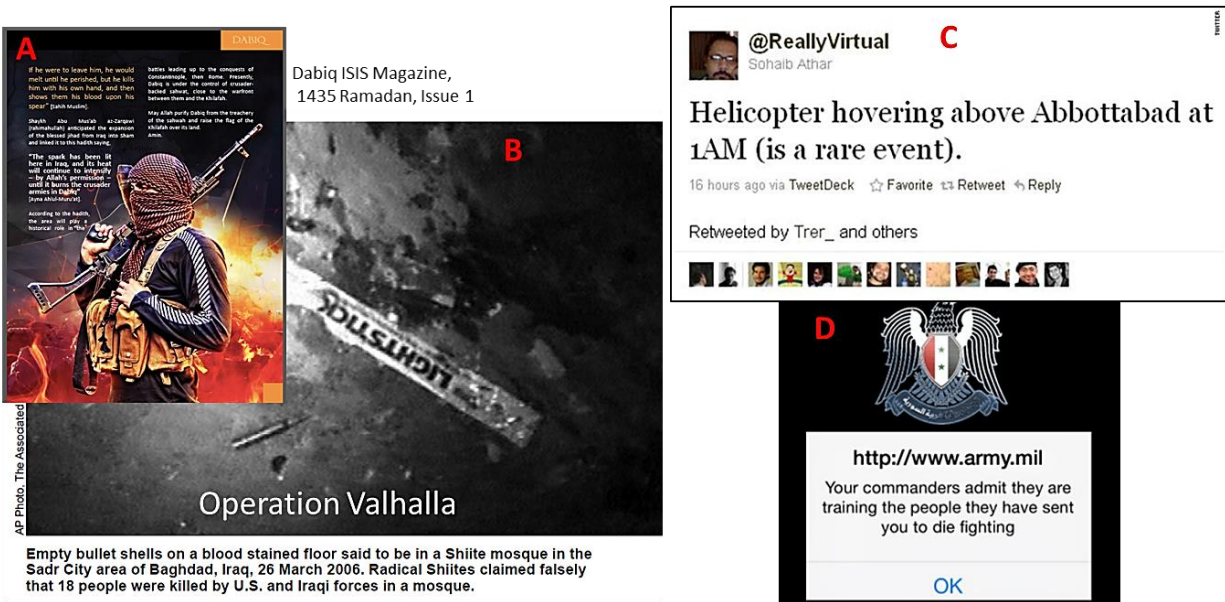 A
DABIQ
If he were to leave him, he would
melt until he perished, but he kills
him with his own hand, and then
shows them his blood upon his
spear" [Sahih Muslim].
Shaykh Abu Mus'ab az-Zarqawi
(rahimahullah) anticipated the expansion
of the blessed jihad from Iraq into Sham
and linked it to this hadith saying,
"The spark has been lit
here in Iraq, and its heat
will continue to intensify
– by Allah's permission –
until it burns the crusader
armies in Dabiq"
[Ayna Ahlul-Muru'at].
According to the hadith,
the area will play a
historical role in "the"
battles leading up to the conquests of
Constantinople, then Rome. Presently,
Dabiq is under the control of crusader-
backed sahwat, close to the warfront
between them and the Khilafah.
May Allah purify Dabiq from the treachery
of the sahwah and raise the flag of the
Khilafah over its land.
Amin.
Dabiq ISIS Magazine,
1435 Ramadan, Issue 1
B
LIGHTSTICK
Operation Valhalla
AP Photo, The Associated
Empty bullet shells on a blood stained floor said to be in a Shiite mosque in the
Sadr City area of Baghdad, Iraq, 26 March 2006. Radical Shiites claimed falsely
that 18 people were killed by U.S. and Iraqi forces in a mosque.
C
TWITTER
@ReallyVirtual
Sohaib Athar
Helicopter hovering above Abbottabad at
1AM (is a rare event).
16 hours ago via TweetDeck Favorite Retweet Reply
Retweeted by Trer_ and others
D
http://www.army.mil
Your commanders admit they are
training the people they have sent
you to die fighting
OK